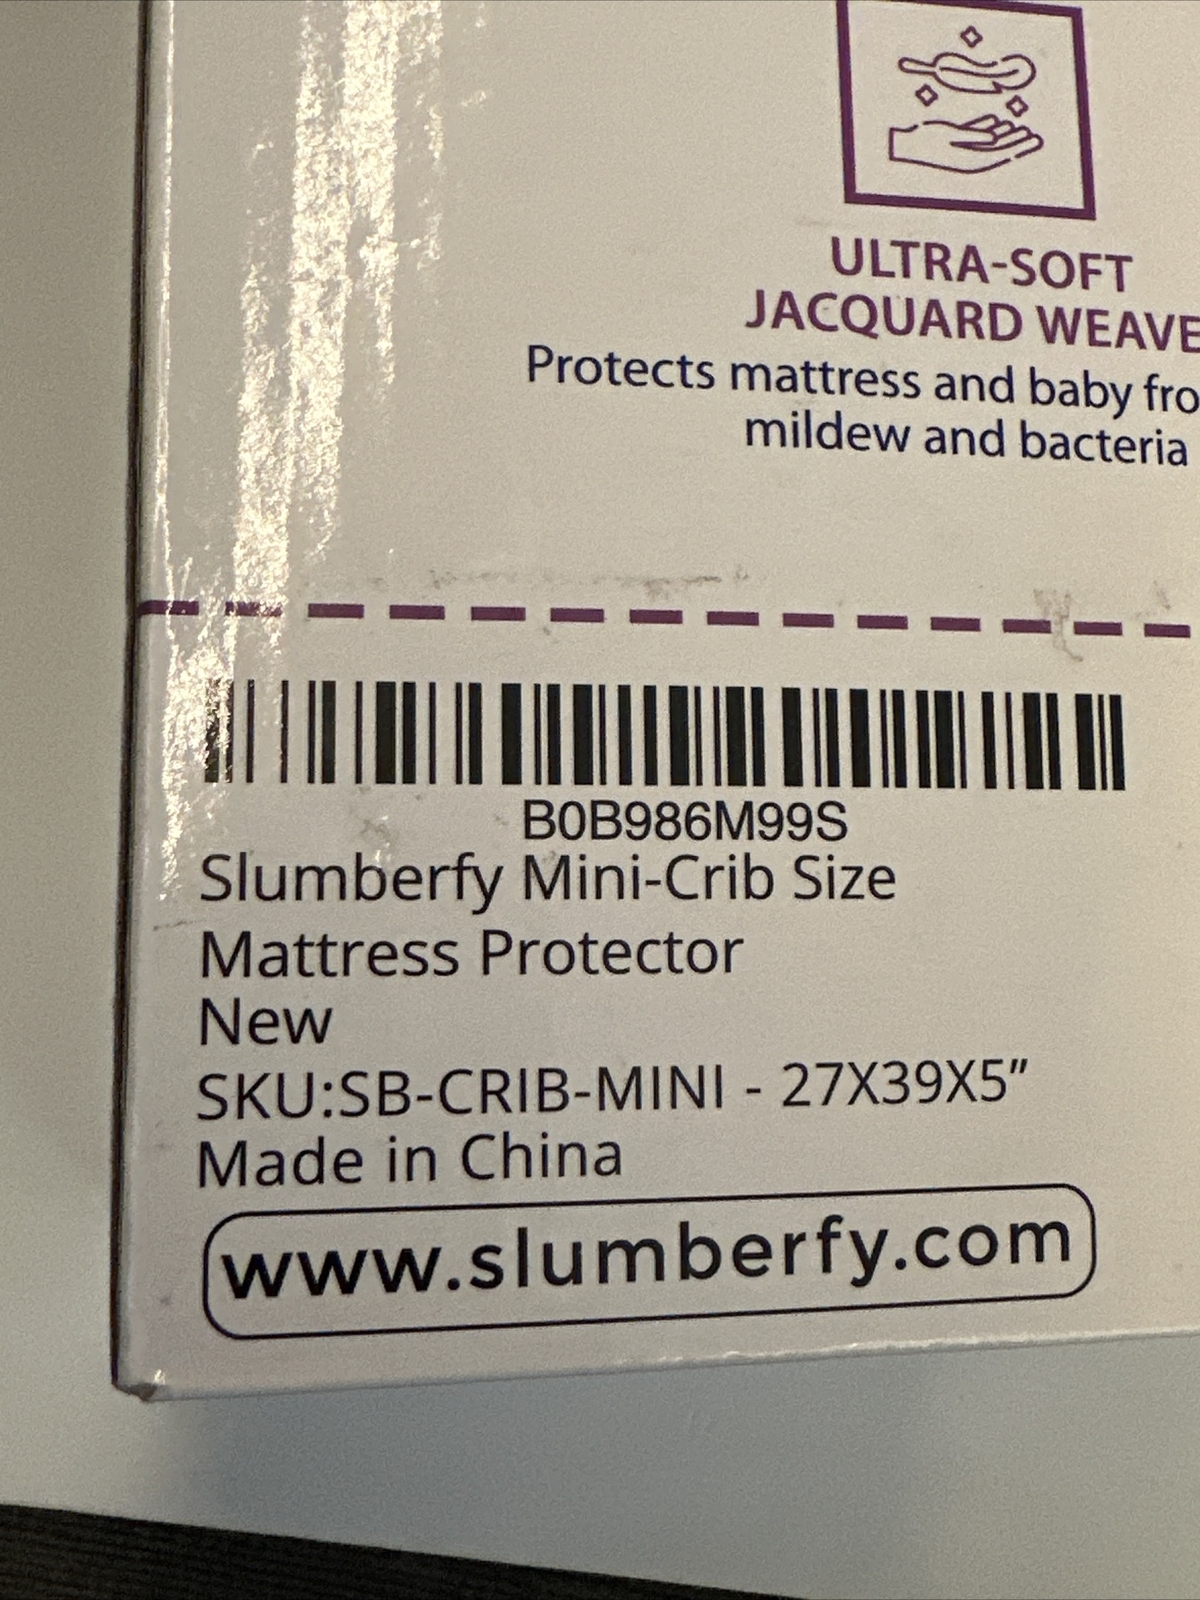 ULTRA-SOFT
JACQUARD WEAVE
Protects mattress and baby fro
mildew and bacteria
B0B986M99S
Slumberfy Mini-Crib Size
Mattress Protector
New
SKU:SB-CRIB-MINI - 27X39X5″
Made in China
www.slumberfy.com